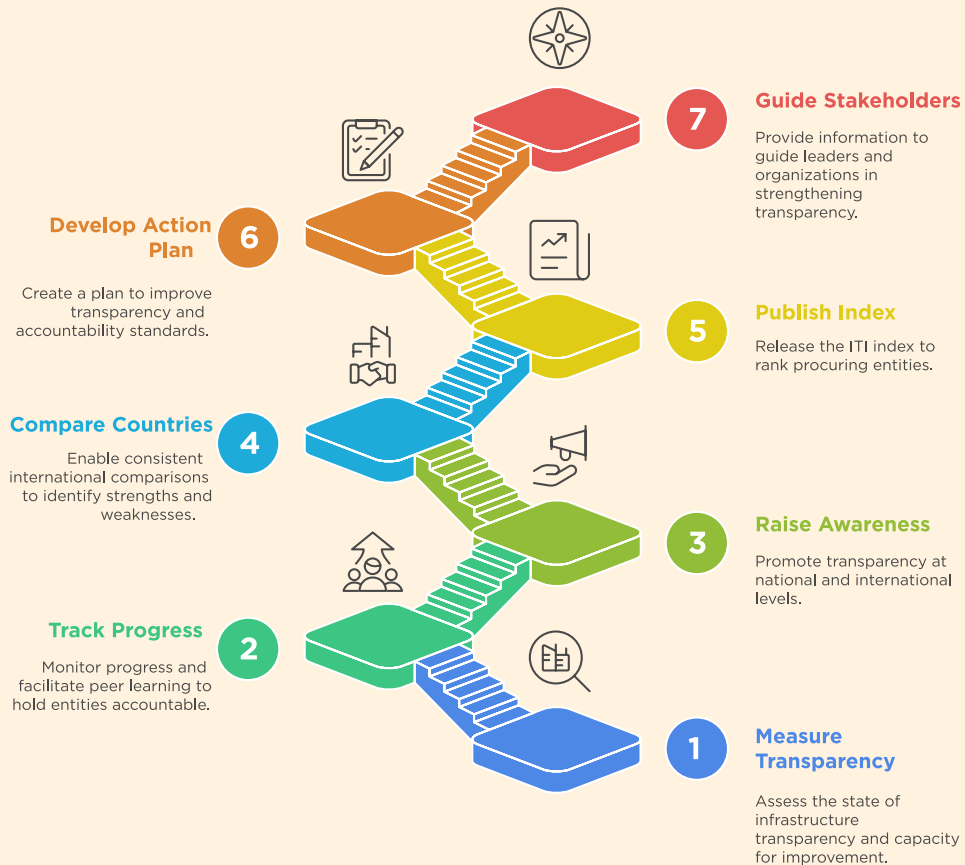 7
Guide Stakeholders
Provide information to
guide leaders and
organizations in
strengthening
transparency.
Develop Action
Plan
6
Create a plan to improve
transparency and
accountability standards.
5
Publish Index
Release the ITI index to
rank procuring entities.
Compare Countries
4
Enable consistent
international comparisons
to identify strengths and
weaknesses.
3
Raise Awareness
Promote transparency at
national and international
levels.
Track Progress
2
Monitor progress and
facilitate peer learning to
hold entities accountable.
1
Measure
Transparency
Assess the state of
infrastructure
transparency and capacity
for improvement.